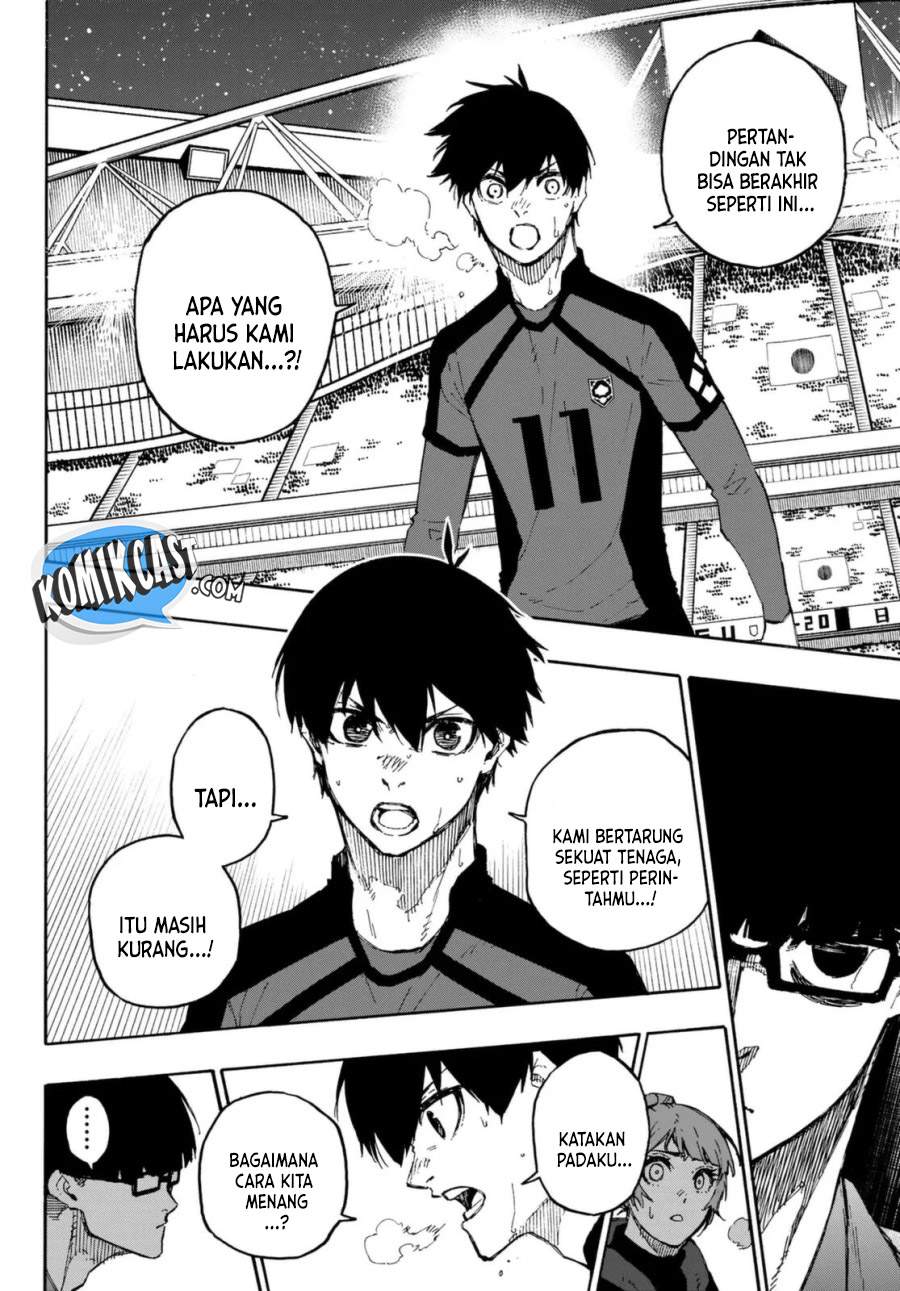 PERTAN-
DINGAN TAK
BISA BERAKHIR
SEPERTI INI...
APA YANG
HARUS KAMI
LAKUKAN...?!
11
KOMIKCAST
.COM
-20
KAMI BERTARUNG
SEKUAT TENAGA,
SEPERTI PERIN-
TAHMU...!
TAPI...
ITU MASIH
KURANG...!
KATAKAN
PADAKU...
BAGAIMANA
CARA KITA
MENANG
...?
......